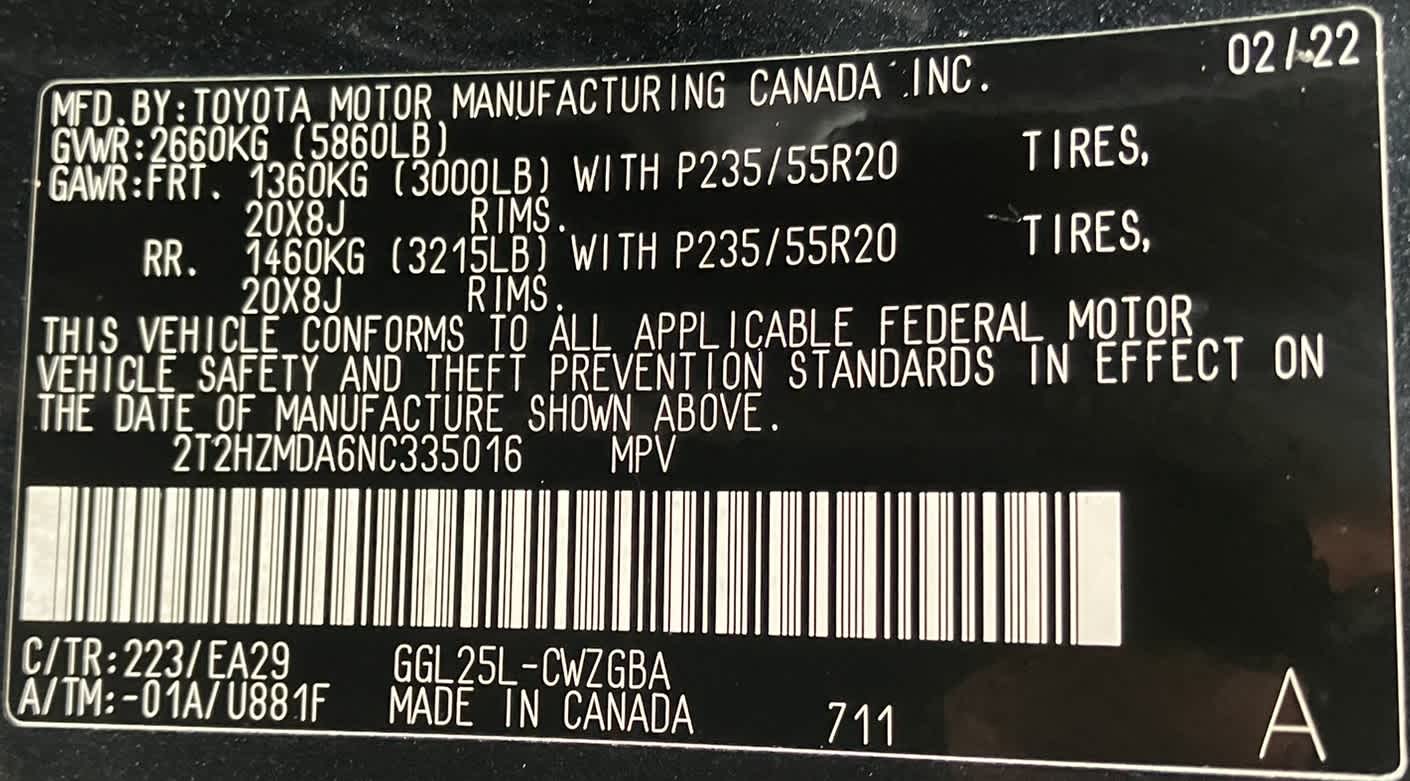 02/22
MFD.BY:TOYOTA MOTOR MANUFACTURING CANADA INC.
GVWR:2660KG (5860LB)
GAWR:FRT. 1360KG (3000LB) WITH P235/55R20 TIRES,
20X8J RIMS.
RR. 1460KG (3215LB) WITH P235/55R20 TIRES,
20X8J RIMS.
THIS VEHICLE CONFORMS TO ALL APPLICABLE FEDERAL MOTOR
VEHICLE SAFETY AND THEFT PREVENTION STANDARDS IN EFFECT ON
THE DATE OF MANUFACTURE SHOWN ABOVE.
2T2HZMDA6NC335016 MPV
C/TR:223/EA29 GGL25L-CWZGBA
A/TM:-01A/U881F MADE IN CANADA 711 A